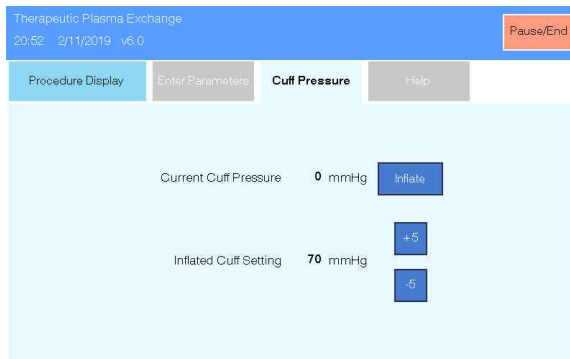 Therapeutic Plasma Exchange
20:52 2/11/2019 v6.0
Pause/End
Procedure Display
Enter Parameters
Cuff Pressure
Help
Current Cuff Pressure 0 mmHg Inflate
+5
Inflated Cuff Setting 70 mmHg
-5